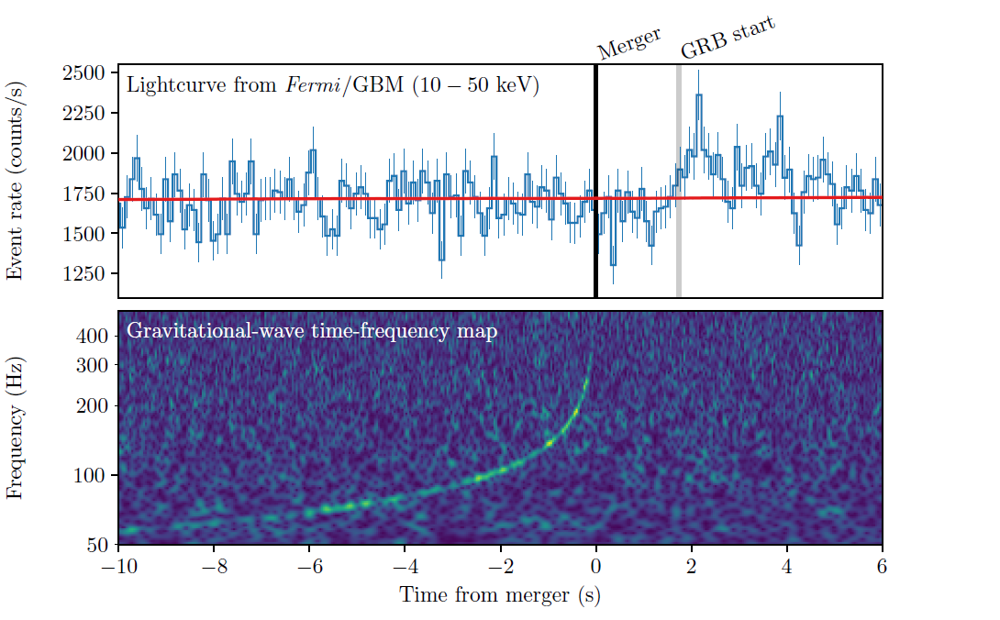 Merger
GRB start
Lightcurve from Fermi/GBM (10 − 50 keV)
Event rate (counts/s)
2500
2250
2000
1750
1500
1250
Gravitational-wave time-frequency map
Frequency (Hz)
400
300
200
100
50
−10 −8 −6 −4 −2 0 2 4 6
Time from merger (s)